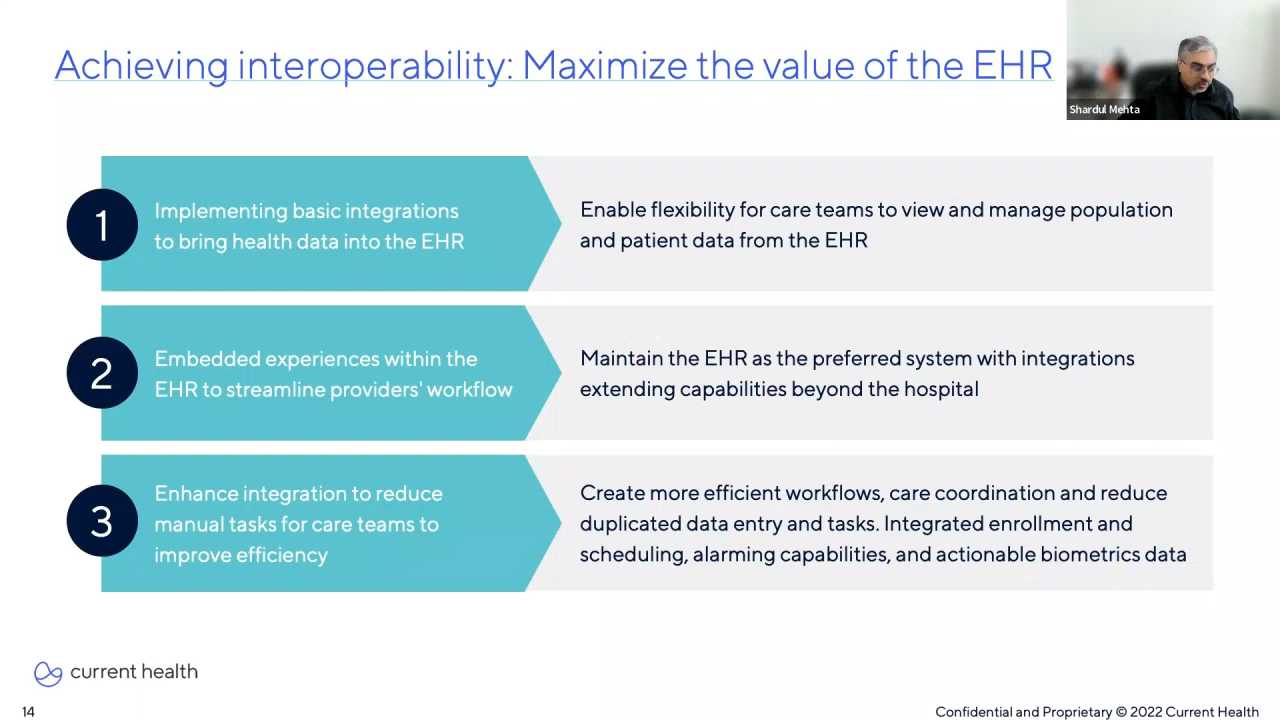 Achieving interoperability: Maximize the value of the EHR
Shardul Mehta
1
Implementing basic integrations
to bring health data into the EHR
Enable flexibility for care teams to view and manage population
and patient data from the EHR
2
Embedded experiences within the
EHR to streamline providers' workflow
Maintain the EHR as the preferred system with integrations
extending capabilities beyond the hospital
3
Enhance integration to reduce
manual tasks for care teams to
improve efficiency
Create more efficient workflows, care coordination and reduce
duplicated data entry and tasks. Integrated enrollment and
scheduling, alarming capabilities, and actionable biometrics data
current health
14
Confidential and Proprietary © 2022 Current Health